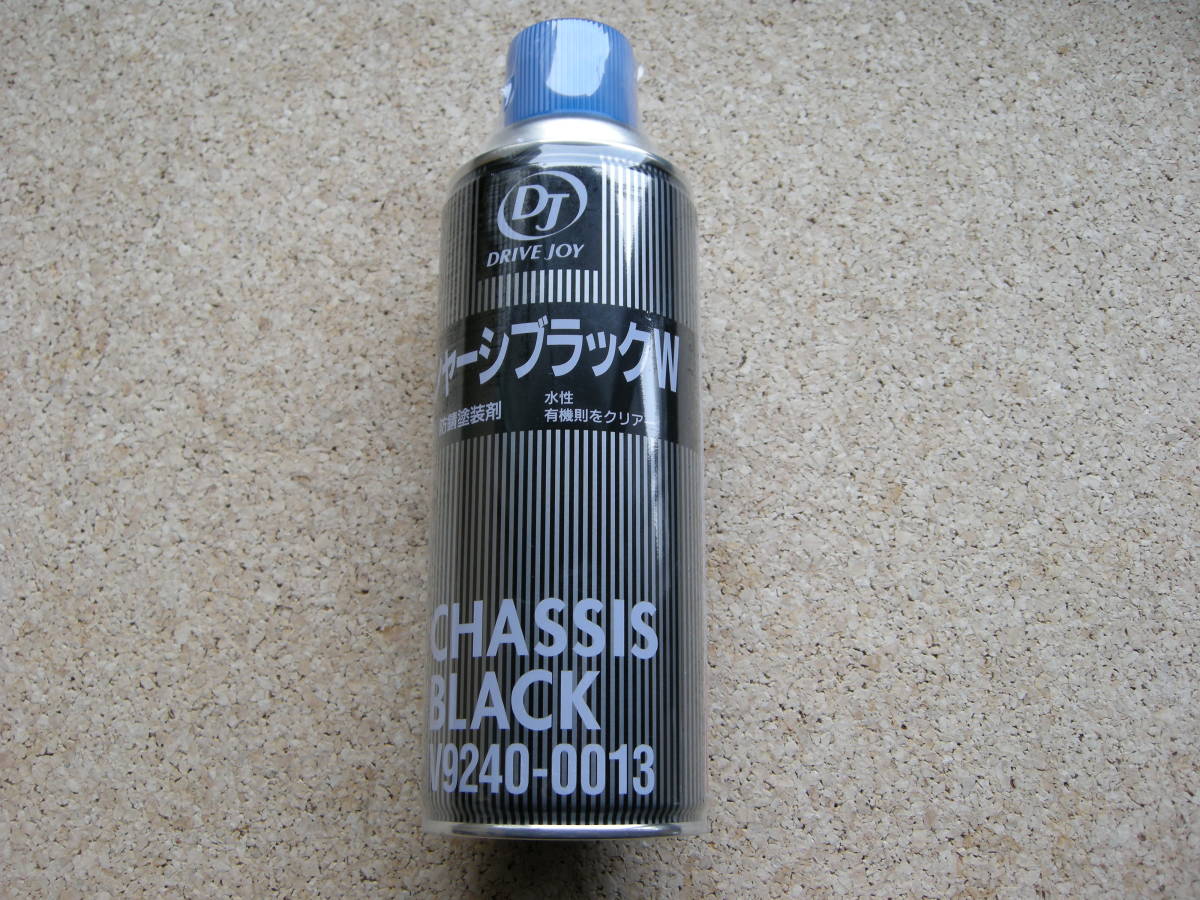 DJ
DRIVE JOY
シャーシブラックW
防錆塗装剤
水性
有機則をクリア
CHASSIS
BLACK
V9240-0013